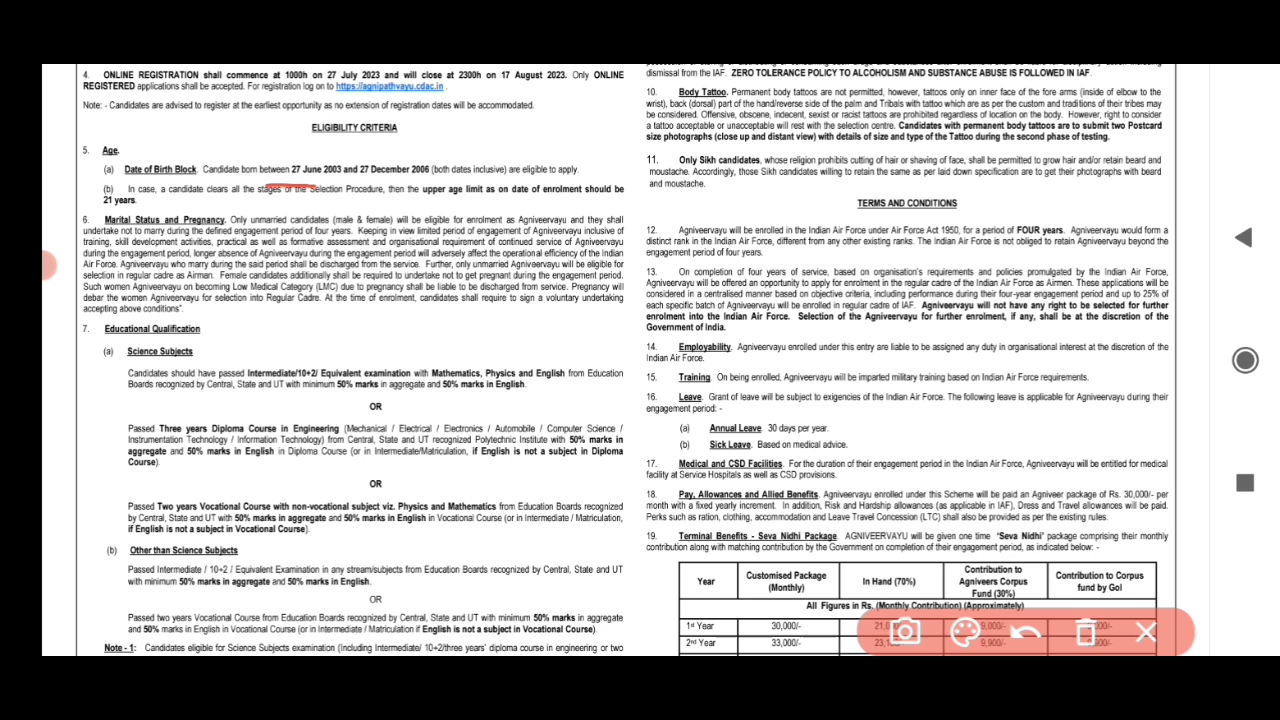 4. ONLINE REGISTRATION shall commence at 1000h on 27 July 2023 and will close at 2300h on 17 August 2023. Only ONLINE
REGISTERED applications shall be accepted. For registration log on to https://agnipathvayu.cdac.in .
Note: - Candidates are advised to register at the earliest opportunity as no extension of registration dates will be accommodated.
ELIGIBILITY CRITERIA
5. Age.
(a) Date of Birth Block. Candidate born between 27 June 2003 and 27 December 2006 (both dates inclusive) are eligible to apply.
(b) In case, a candidate clears all the stages of the Selection Procedure, then the upper age limit as on date of enrolment should be
21 years.
6. Marital Status and Pregnancy. Only unmarried candidates (male & female) will be eligible for enrolment as Agniveervayu and they shall
undertake not to marry during the defined engagement period of four years. Keeping in view limited period of engagement of Agniveervayu inclusive of
training, skill development activities, practical as well as formative assessment and organisational requirement of continued service of Agniveervayu
during the engagement period, longer absence of Agniveervayu during the engagement period will adversely affect the operational efficiency of the Indian
Air Force. Agniveervayu who marry during the said period shall be discharged from the service. Further, only unmarried Agniveervayu will be eligible for
selection in regular cadre as Airman. Female candidates additionally shall be required to undertake not to get pregnant during the engagement period.
Such women Agniveervayu on becoming Low Medical Category (LMC) due to pregnancy shall be liable to be discharged from service. Pregnancy will
debar the women Agniveervayu for selection into Regular Cadre. At the time of enrolment, candidates shall require to sign a voluntary undertaking
accepting above conditions".
7. Educational Qualification
(a) Science Subjects
Candidates should have passed Intermediate/10+2/ Equivalent examination with Mathematics, Physics and English from Education
Boards recognized by Central, State and UT with minimum 50% marks in aggregate and 50% marks in English.
OR
Passed Three years Diploma Course in Engineering (Mechanical / Electrical / Electronics / Automobile / Computer Science /
Instrumentation Technology / Information Technology) from Central, State and UT recognized Polytechnic Institute with 50% marks in
aggregate and 50% marks in English in Diploma Course (or in Intermediate/Matriculation, if English is not a subject in Diploma
Course).
OR
Passed Two years Vocational Course with non-vocational subject viz. Physics and Mathematics from Education Boards recognized
by Central, State and UT with 50% marks in aggregate and 50% marks in English in Vocational Course (or in Intermediate / Matriculation,
if English is not a subject in Vocational Course).
(b) Other than Science Subjects
Passed Intermediate / 10+2 / Equivalent Examination in any stream/subjects from Education Boards recognized by Central, State and UT
with minimum 50% marks in aggregate and 50% marks in English.
OR
Passed two years Vocational Course from Education Boards recognized by Central, State and UT with minimum 50% marks in aggregate
and 50% marks in English in Vocational Course (or in Intermediate / Matriculation if English is not a subject in Vocational Course).
Note - 1: Candidates eligible for Science Subjects examination (Including Intermediate/ 10+2/three years' diploma course in engineering or two
dismissal from the IAF. ZERO TOLERANCE POLICY TO ALCOHOLISM AND SUBSTANCE ABUSE IS FOLLOWED IN IAF.
10. Body Tattoo. Permanent body tattoos are not permitted, however, tattoos only on inner face of the fore arms (inside of elbow to the
wrist), back (dorsal) part of the hand/reverse side of the palm and Tribals with tattoo which are as per the custom and traditions of their tribes may
be considered. Offensive, obscene, indecent, sexist or racist tattoos are prohibited regardless of location on the body. However, right to consider
a tattoo acceptable or unacceptable will rest with the selection centre. Candidates with permanent body tattoos are to submit two Postcard
size photographs (close up and distant view) with details of size and type of the Tattoo during the second phase of testing.
11. Only Sikh candidates, whose religion prohibits cutting of hair or shaving of face, shall be permitted to grow hair and/or retain beard and
moustache. Accordingly, those Sikh candidates willing to retain the same as per laid down specification are to get their photographs with beard
and moustache.
TERMS AND CONDITIONS
12. Agniveervayu will be enrolled in the Indian Air Force under Air Force Act 1950, for a period of FOUR years. Agniveervayu would form a
distinct rank in the Indian Air Force, different from any other existing ranks. The Indian Air Force is not obliged to retain Agniveervayu beyond the
engagement period of four years.
13. On completion of four years of service, based on organisation's requirements and policies promulgated by the Indian Air Force,
Agniveervayu will be offered an opportunity to apply for enrolment in the regular cadre of the Indian Air Force as Airmen. These applications will be
considered in a centralised manner based on objective criteria, including performance during their four-year engagement period and up to 25% of
each specific batch of Agniveervayu will be enrolled in regular cadre of IAF. Agniveervayu will not have any right to be selected for further
enrolment into the Indian Air Force. Selection of the Agniveervayu for further enrolment, if any, shall be at the discretion of the
Government of India.
14. Employability. Agniveervayu enrolled under this entry are liable to be assigned any duty in organisational interest at the discretion of the
Indian Air Force.
15. Training. On being enrolled, Agniveervayu will be imparted military training based on Indian Air Force requirements.
16. Leave. Grant of leave will be subject to exigencies of the Indian Air Force. The following leave is applicable for Agniveervayu during their
engagement period: -
(a) Annual Leave. 30 days per year.
(b) Sick Leave. Based on medical advice.
17. Medical and CSD Facilities. For the duration of their engagement period in the Indian Air Force, Agniveervayu will be entitled for medical
facility at Service Hospitals as well as CSD provisions.
18. Pay, Allowances and Allied Benefits. Agniveervayu enrolled under this Scheme will be paid an Agniveer package of Rs. 30,000/- per
month with a fixed yearly increment. In addition, Risk and Hardship allowances (as applicable in IAF), Dress and Travel allowances will be paid.
Perks such as ration, clothing, accommodation and Leave Travel Concession (LTC) shall also be provided as per the existing rules.
19. Terminal Benefits - Seva Nidhi Package. AGNIVEERVAYU will be given one time "Seva Nidhi" package comprising their monthly
contribution along with matching contribution by the Government on completion of their engagement period, as indicated below: -
Year Customised Package (Monthly) In Hand (70%) Contribution to Agniveers Corpus Fund (30%) Contribution to Corpus fund by GoI
All Figures in Rs. (Monthly Contribution) (Approximately)
1st Year 30,000/-
2nd Year 33,000/- 9,900/-